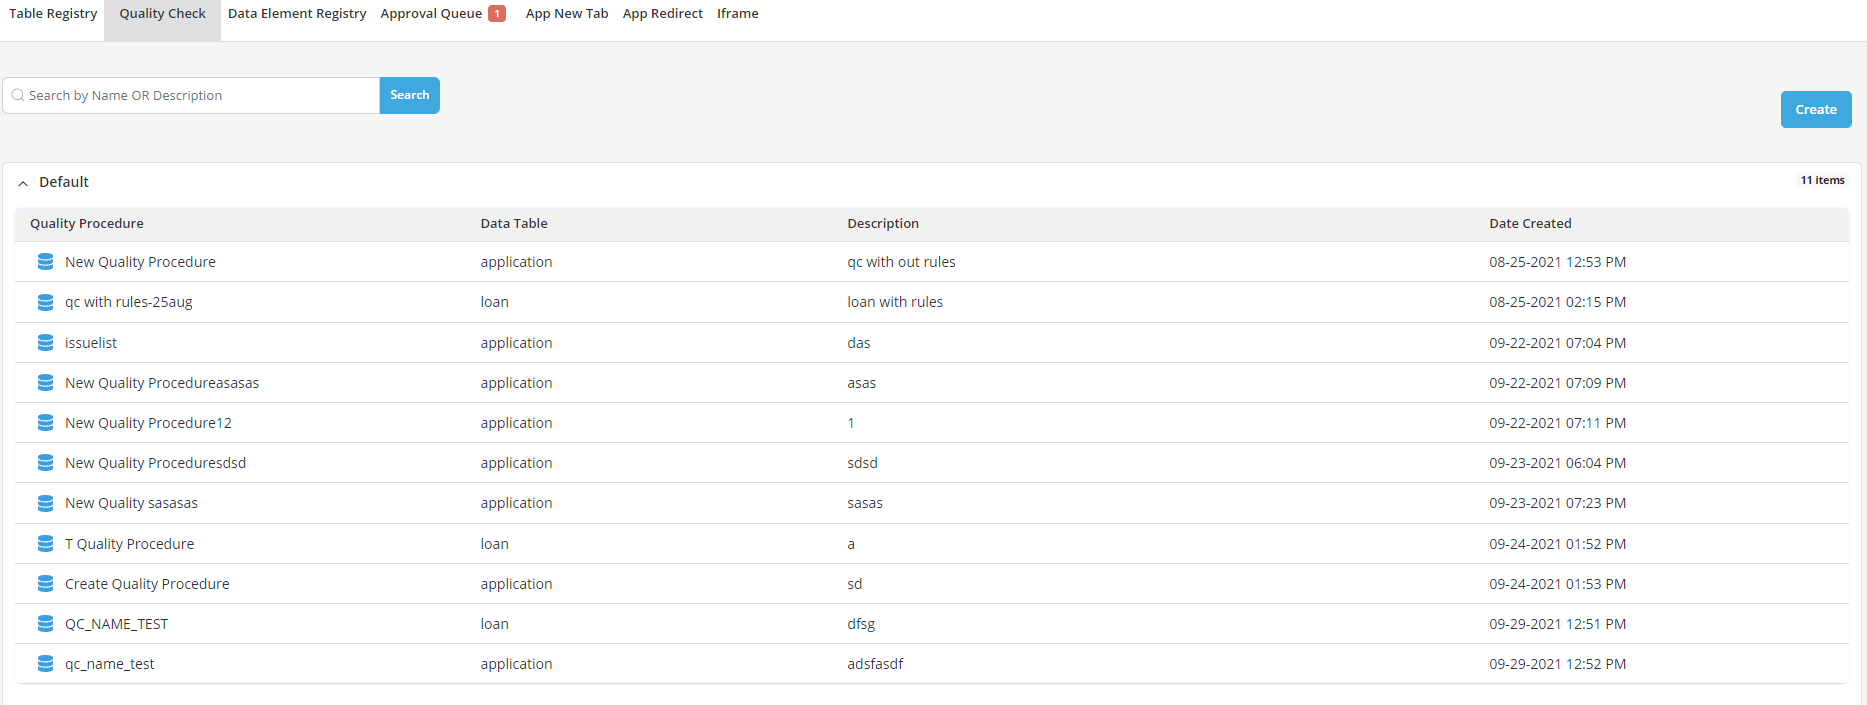 Table Registry Quality Check Data Element Registry Approval Queue 1 App New Tab App Redirect Iframe
Search by Name OR Description Search
Create
Default 11 items
Quality Procedure Data Table Description Date Created
New Quality Procedure application qc with out rules 08-25-2021 12:53 PM
qc with rules-25aug loan loan with rules 08-25-2021 02:15 PM
issuelist application das 09-22-2021 07:04 PM
New Quality Procedureasasas application asas 09-22-2021 07:09 PM
New Quality Procedure12 application 1 09-22-2021 07:11 PM
New Quality Proceduresdsd application sdsd 09-23-2021 06:04 PM
New Quality sasasas application sasas 09-23-2021 07:23 PM
T Quality Procedure loan a 09-24-2021 01:52 PM
Create Quality Procedure application sd 09-24-2021 01:53 PM
QC_NAME_TEST loan dfsg 09-29-2021 12:51 PM
qc_name_test application adsfasdf 09-29-2021 12:52 PM